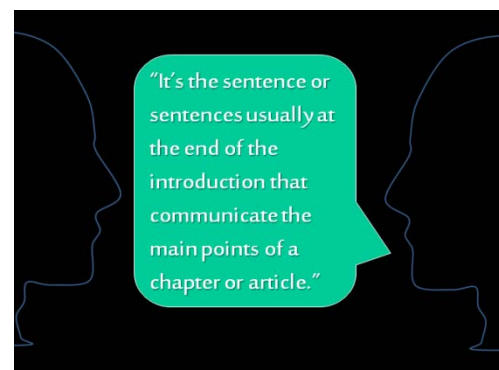 “It’s the sentence or
sentences usually at
the end of the
introduction that
communicate the
main points of a
chapter or article.”